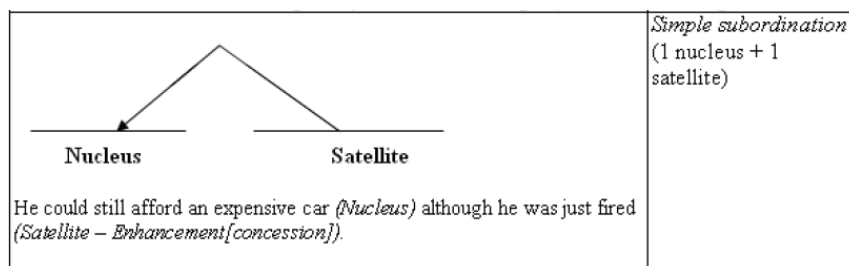 Simple subordination
(1 nucleus + 1
satellite)
Nucleus
Satellite
He could still afford an expensive car (Nucleus) although he was just fired
(Satellite – Enhancement[concession]).